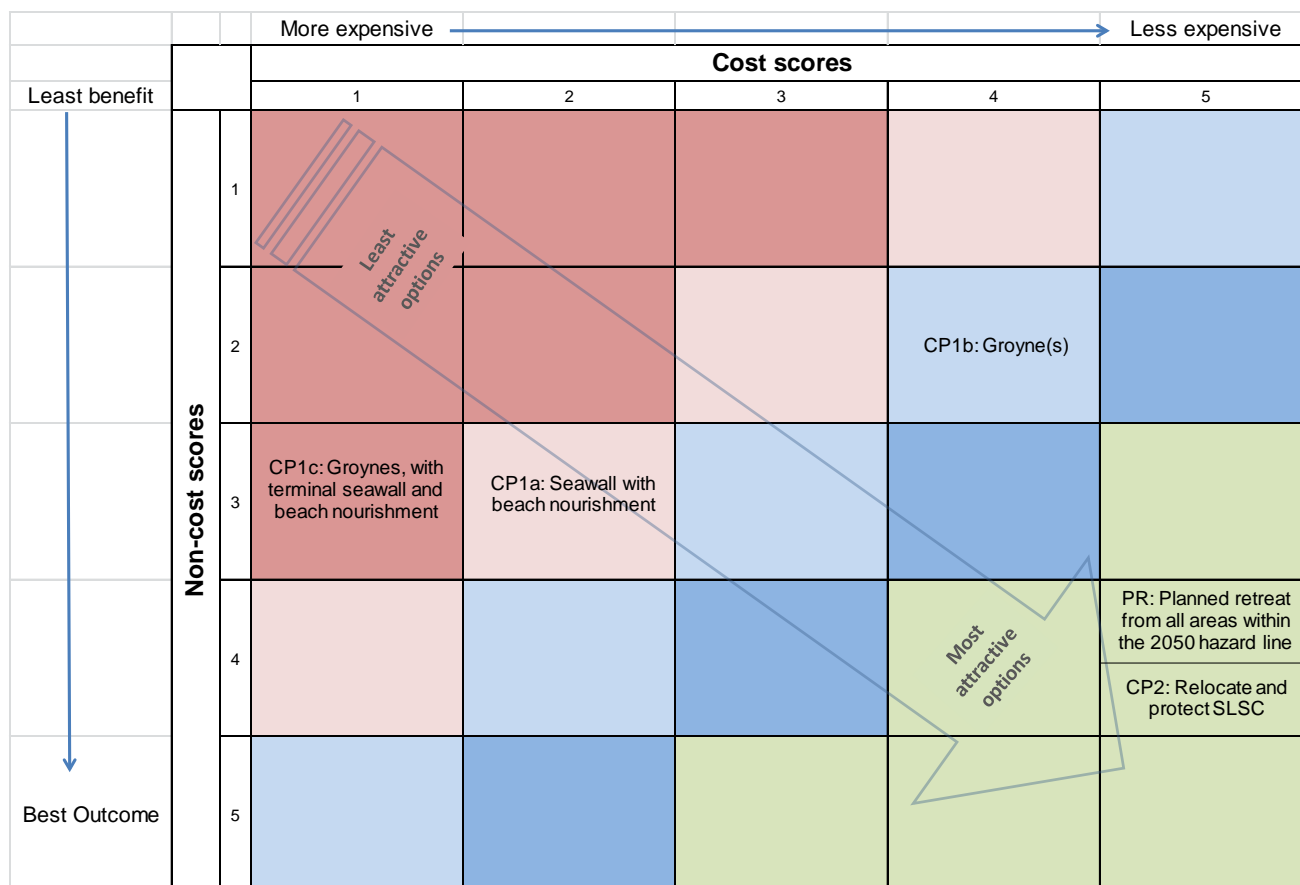 More expensive
Less expensive
Cost scores
Least benefit
1
2
3
4
5
Non-cost scores
1
Least
attractive
options
2
CP1b: Groyne(s)
3
CP1c: Groynes, with
terminal seawall and
beach nourishment
CP1a: Seawall with
beach nourishment
4
Most
attractive
options
PR: Planned retreat
from all areas within
the 2050 hazard line
CP2: Relocate and
protect SLSC
Best Outcome
5